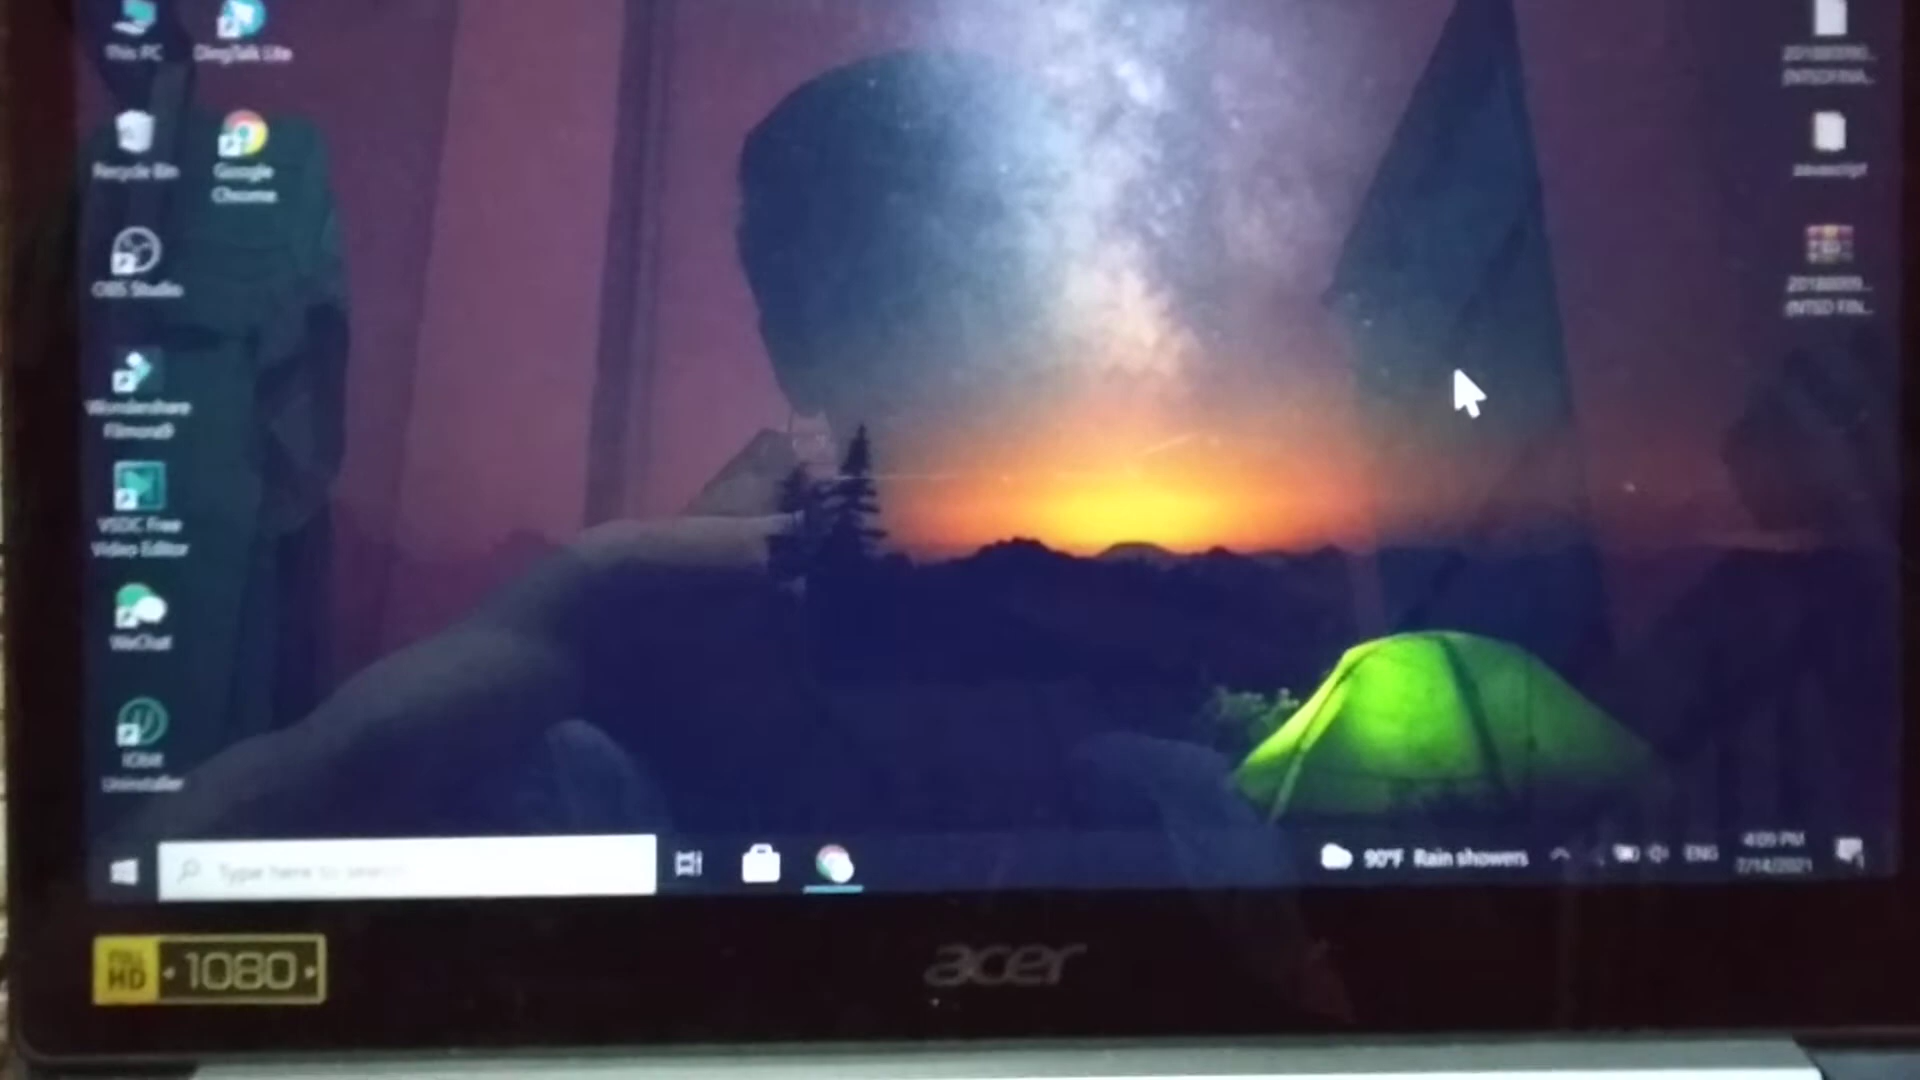 This PC
DingTalk Lite
Recycle Bin
Google
Chrome
OBS Studio
Wondershare
Filmora9
VSDC Free
Video Editor
WeChat
IObit
Uninstaller
javascript
Type here to search
90°F Rain showers
ENG
4:09 PM
7/14/2021
FULL
HD
1080
acer